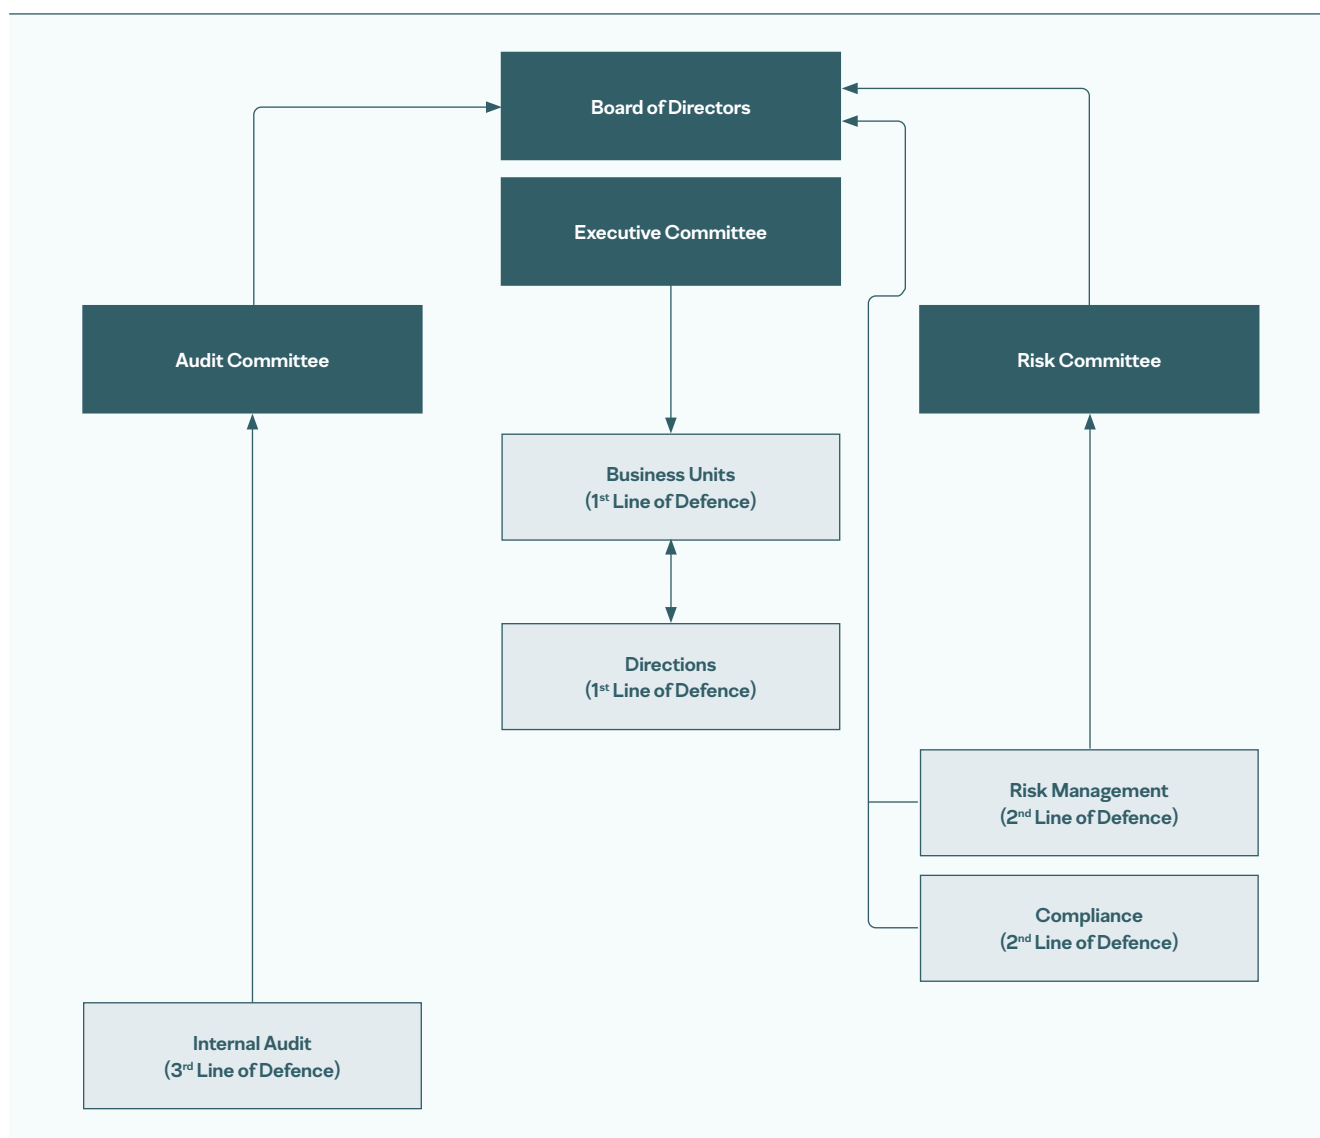 Board of Directors
Executive Committee
Audit Committee
Risk Committee
Business Units
(1st Line of Defence)
Directions
(1st Line of Defence)
Risk Management
(2nd Line of Defence)
Compliance
(2nd Line of Defence)
Internal Audit
(3rd Line of Defence)